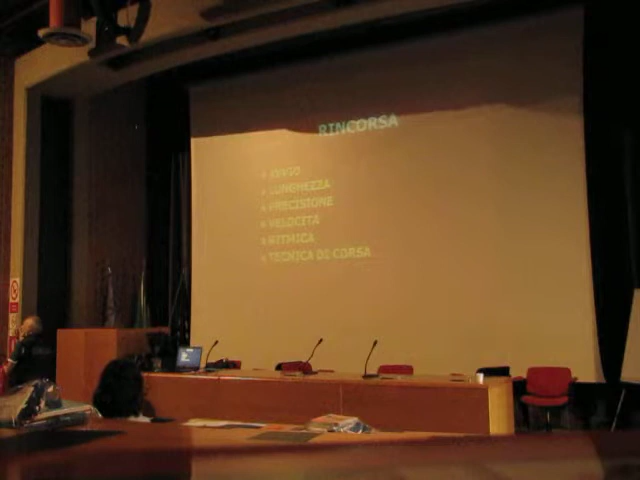 RINCORSA
AVVIO
LUNGHEZZA
PRECISIONE
VELOCITA
RITMICA
TECNICA DI CORSA